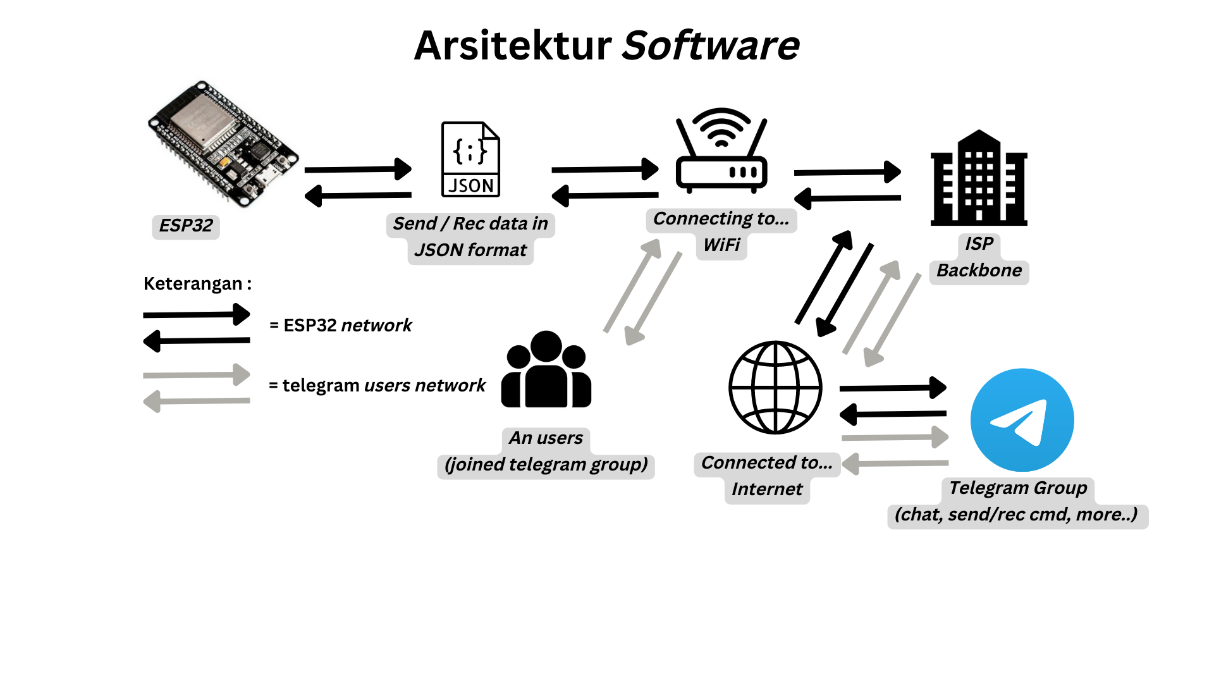 Arsitektur Software
JSON
ESP32
Send / Rec data in
JSON format
Connecting to...
WiFi
ISP
Backbone
Keterangan :
= ESP32 network
= telegram users network
An users
(joined telegram group)
Connected to...
Internet
Telegram Group
(chat, send/rec cmd, more..)